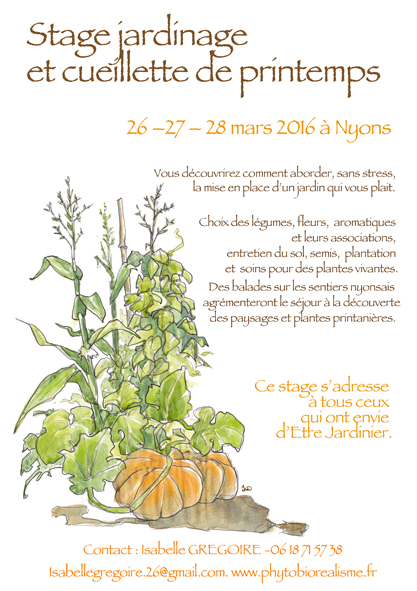 Stage jardinage
et cueillette de printemps
26 –27 – 28 mars 2016 à Nyons
Vous découvrirez comment aborder, sans stress,
la mise en place d'un jardin qui vous plait.
Choix des légumes, fleurs, aromatiques
et leurs associations,
entretien du sol, semis, plantation
et soins pour des plantes vivantes.
Des balades sur les sentiers nyonsais
agrémenteront le séjour à la découverte
des paysages et plantes printanières.
Ce stage s'adresse
à tous ceux
qui ont envie
d'Etre Jardinier.
Contact : Isabelle GREGOIRE -06 18 71 57 38
Isabellegregoire.26@gmail.com. www.phytobiorealisme.fr